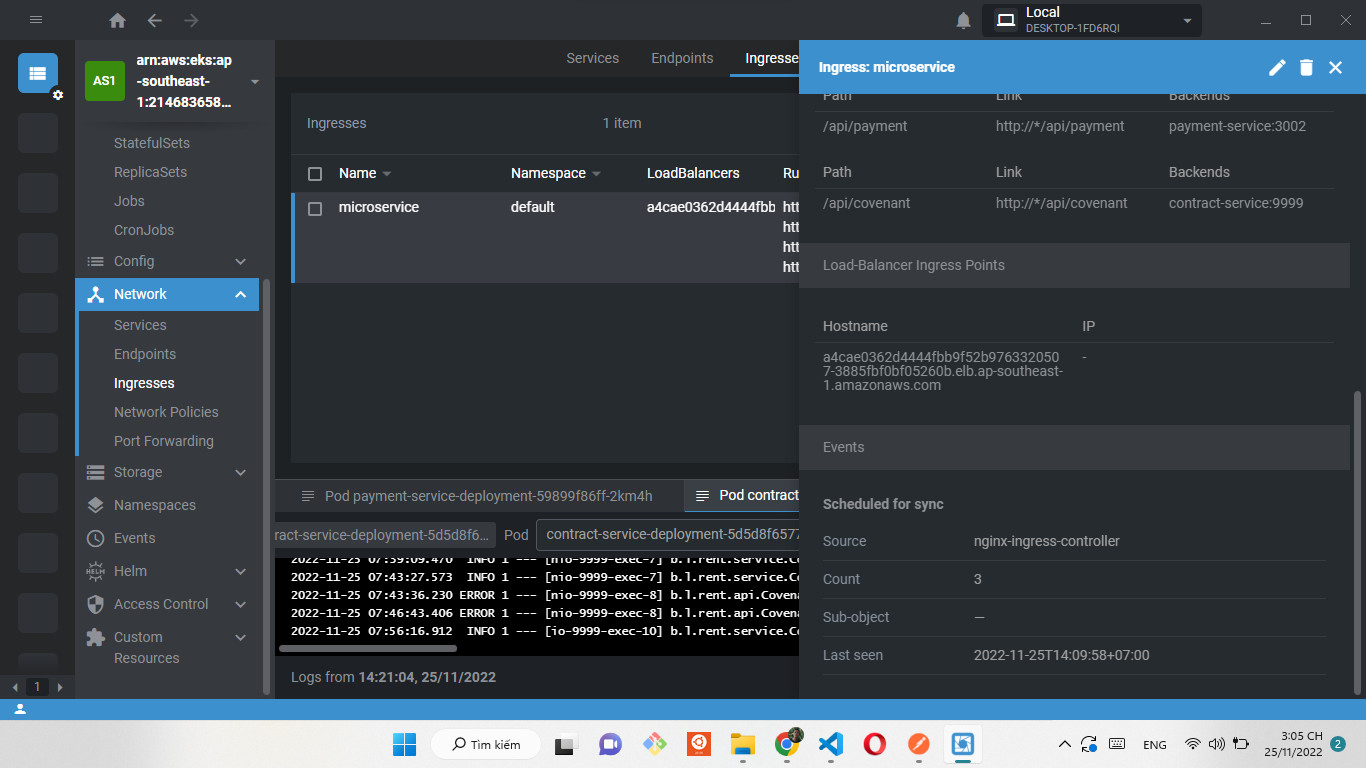 Local
DESKTOP-1FD6RQI
AS1
arn:aws:eks:ap
-southeast-
1:214683658...
StatefulSets
ReplicaSets
Jobs
CronJobs
Config
Network
Services
Endpoints
Ingresses
Network Policies
Port Forwarding
Storage
Namespaces
Events
HELM
Helm
Access Control
Custom
Resources
1
Services
Endpoints
Ingresse
Ingresses
1 item
Name
Namespace
LoadBalancers
Ru
microservice
default
a4cae0362d4444fbb
htt
htt
htt
htt
Pod payment-service-deployment-59899f86ff-2km4h
Pod contract
ract-service-deployment-5d5d8f6...
Pod
contract-service-deployment-5d5d8f6577
2022-11-25 07:39:09.470 INFO 1 --- [nio-9999-exec-7] b.l.rent.service.Co
2022-11-25 07:43:27.573 INFO 1 --- [nio-9999-exec-7] b.l.rent.service.Co
2022-11-25 07:43:36.230 ERROR 1 --- [nio-9999-exec-8] b.l.rent.api.Covena
2022-11-25 07:46:43.406 ERROR 1 --- [nio-9999-exec-8] b.l.rent.api.Covena
2022-11-25 07:56:16.912 INFO 1 --- [io-9999-exec-10] b.l.rent.service.Co
Logs from 14:21:04, 25/11/2022
Ingress: microservice
Path Link Backends
/api/payment http://*/api/payment payment-service:3002
Path Link Backends
/api/covenant http://*/api/covenant contract-service:9999
Load-Balancer Ingress Points
Hostname IP
a4cae0362d4444fbb9f52b976332050 -
7-3885fbf0bf05260b.elb.ap-southeast-
1.amazonaws.com
Events
Scheduled for sync
Source nginx-ingress-controller
Count 3
Sub-object —
Last seen 2022-11-25T14:09:58+07:00
Tìm kiếm
ENG
3:05 CH
25/11/2022
2